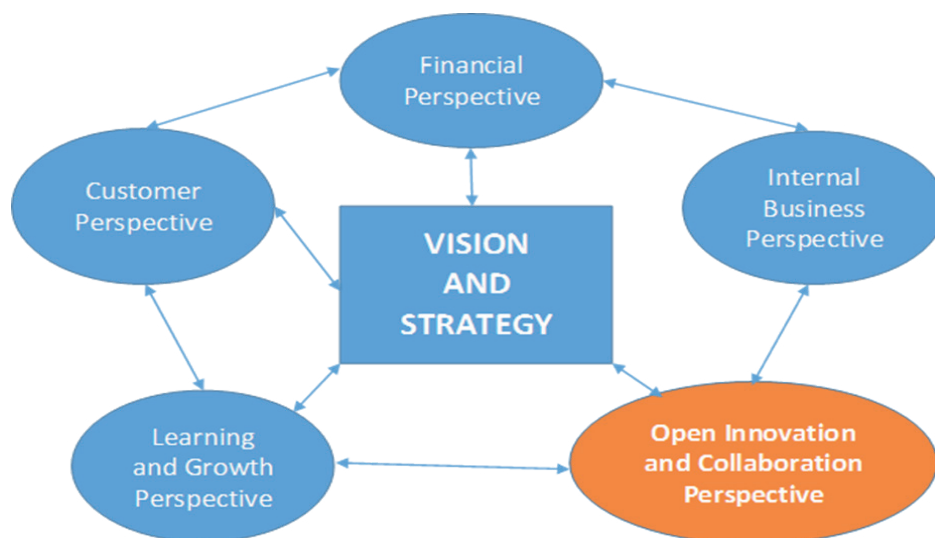 Financial
Perspective
Customer
Perspective
Internal
Business
Perspective
VISION
AND
STRATEGY
Learning
and Growth
Perspective
Open Innovation
and Collaboration
Perspective